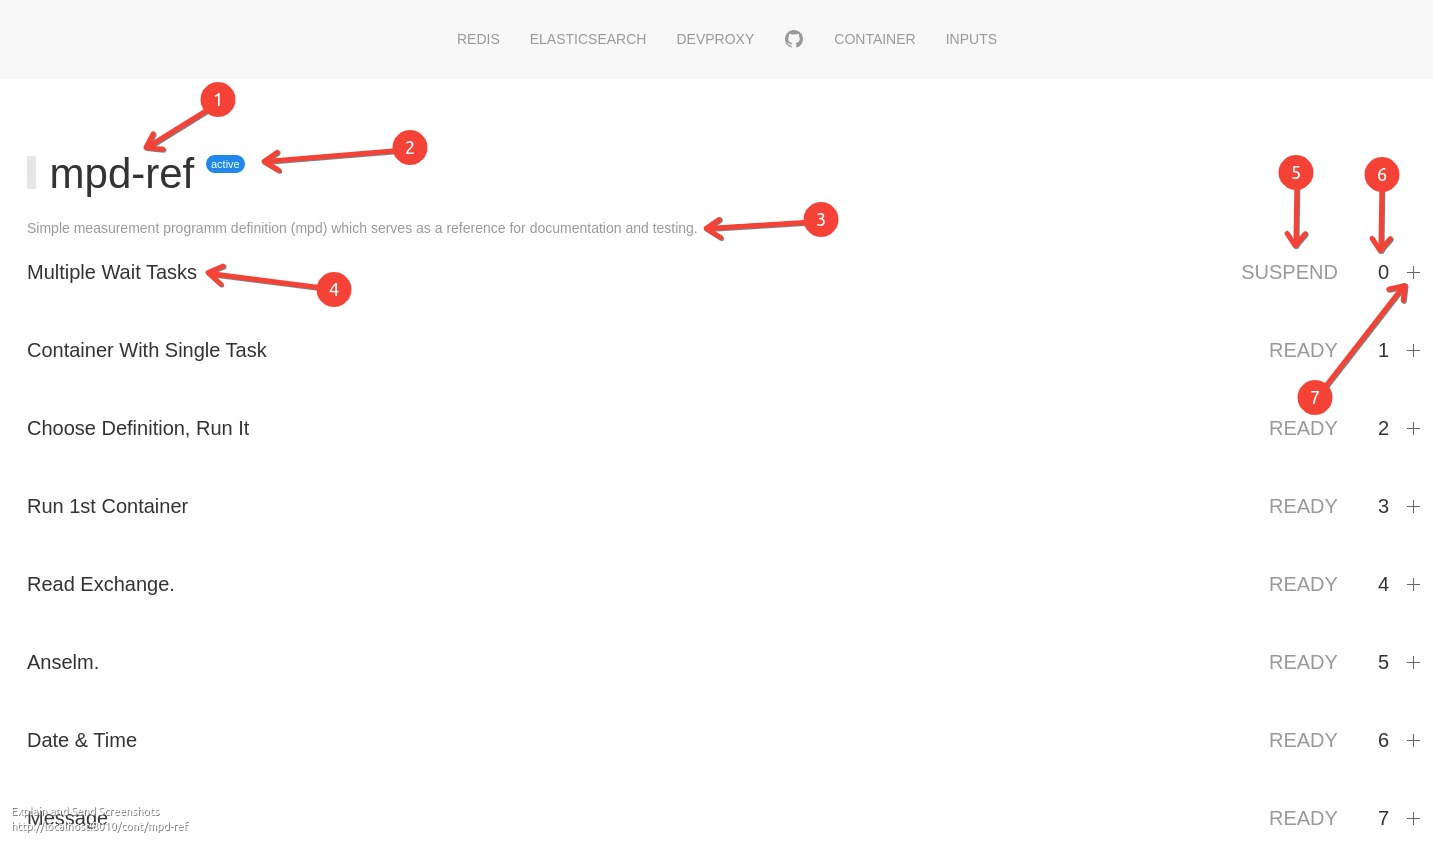 REDIS ELASTICSEARCH DEVPROXY CONTAINER INPUTS
1
2
mpd-ref active
5 6
3
Simple measurement programm definition (mpd) which serves as a reference for documentation and testing.
Multiple Wait Tasks SUSPEND 0
4
Container With Single Task READY 1
7
Choose Definition, Run It READY 2
Run 1st Container READY 3
Read Exchange. READY 4
Anselm. READY 5
Date & Time READY 6
Explain and Send Screenshots
Message READY 7
http://localhost:8010/cont/mpd-ref